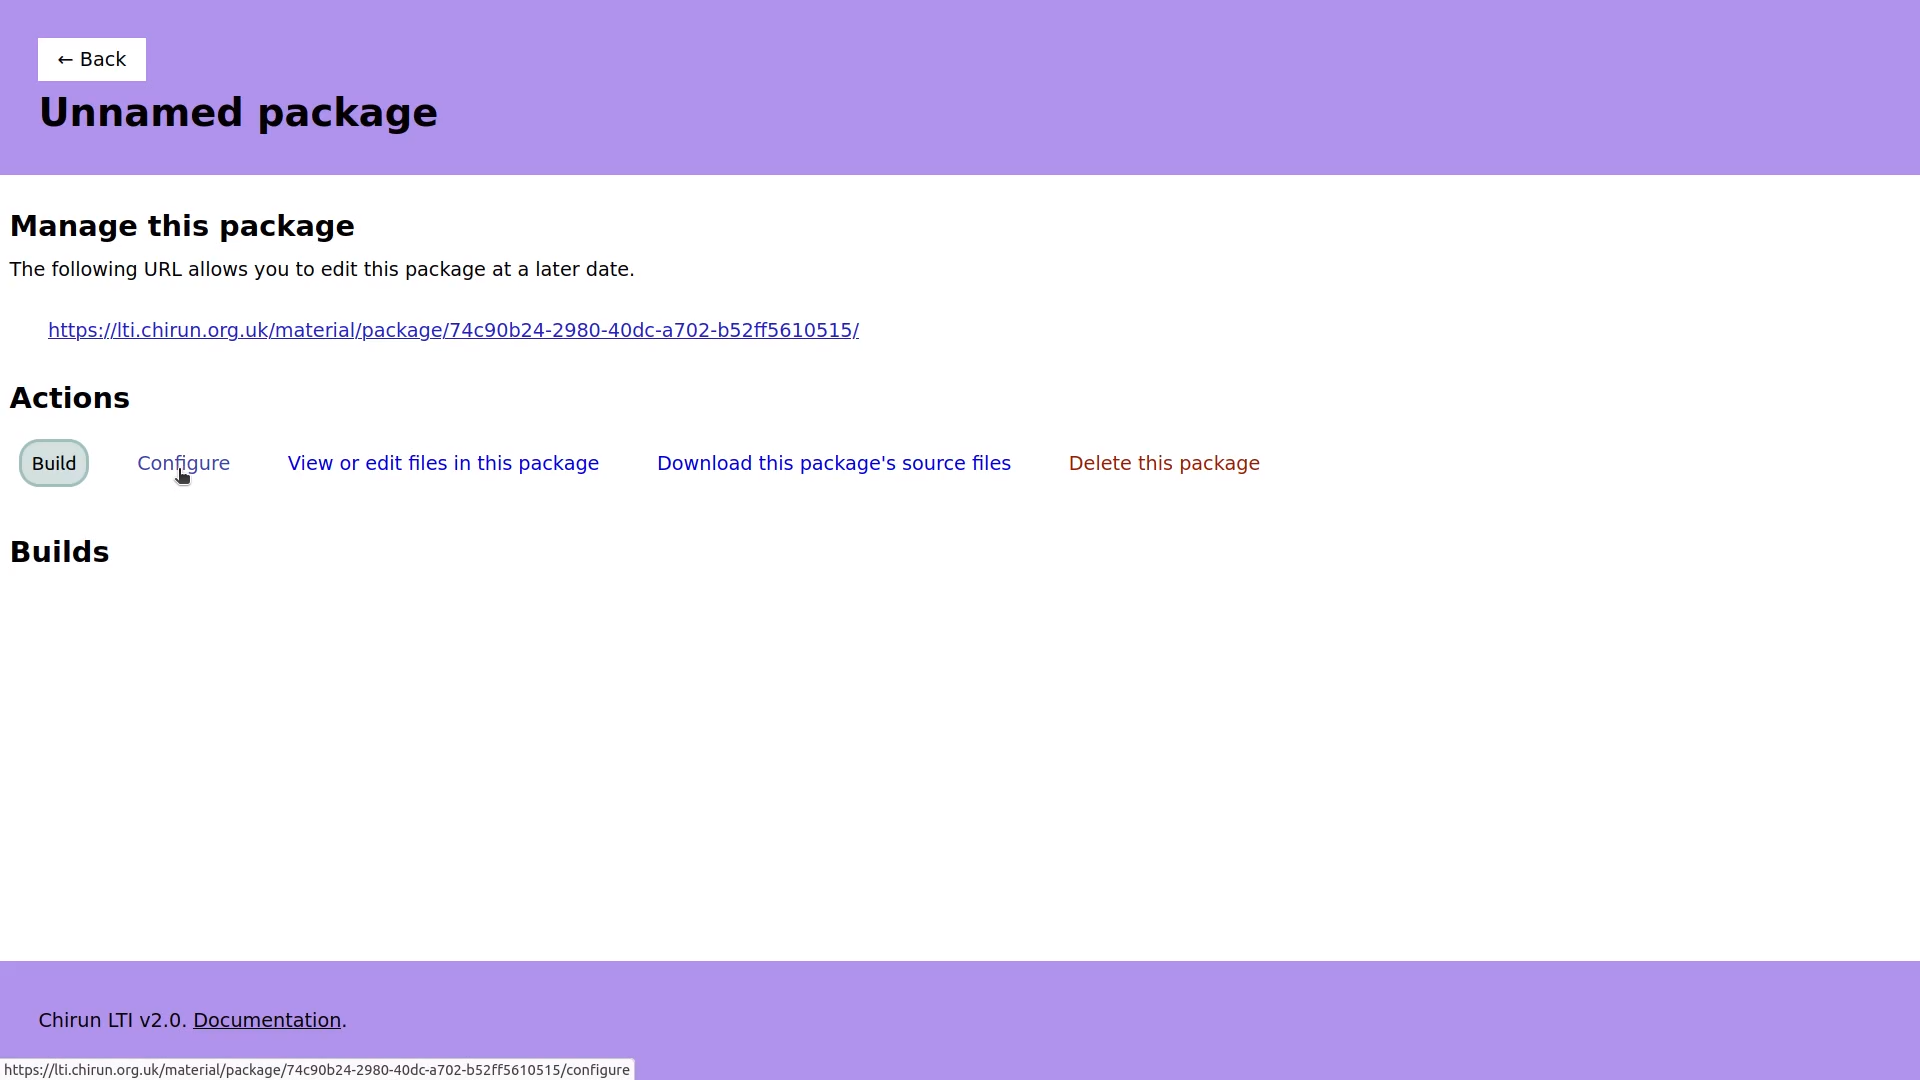 ← Back
Unnamed package
Manage this package
The following URL allows you to edit this package at a later date.
https://lti.chirun.org.uk/material/package/74c90b24-2980-40dc-a702-b52ff5610515/
Actions
Build Configure View or edit files in this package Download this package's source files Delete this package
Builds
Chirun LTI v2.0. Documentation.
https://lti.chirun.org.uk/material/package/74c90b24-2980-40dc-a702-b52ff5610515/configure